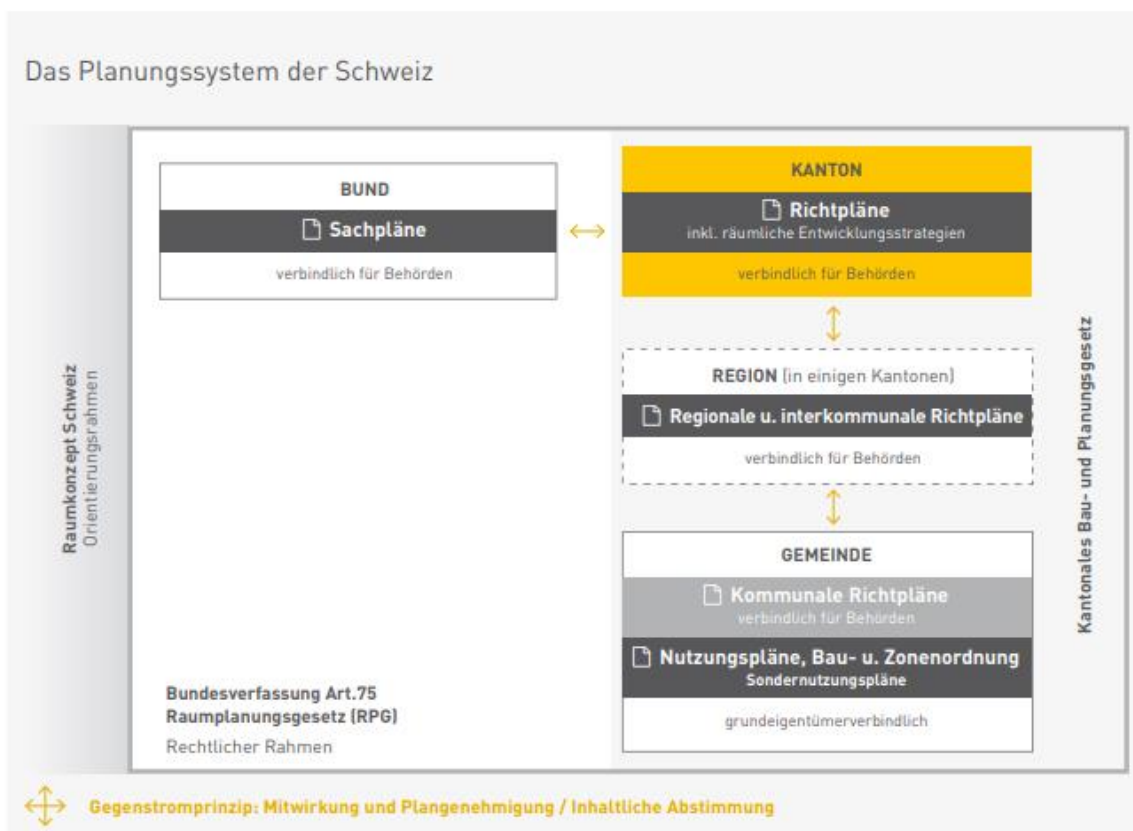 Das Planungssystem der Schweiz
BUND
Sachpläne
verbindlich für Behörden
KANTON
Richtpläne
inkl. räumliche Entwicklungsstrategien
verbindlich für Behörden
REGION (in einigen Kantonen)
Regionale u. interkommunale Richtpläne
verbindlich für Behörden
GEMEINDE
Kommunale Richtpläne
verbindlich für Behörden
Nutzungspläne, Bau- u. Zonenordnung
Sondernutzungspläne
grundeigentümerverbindlich
Raumkonzept Schweiz
Orientierungsrahmen
Kantonales Bau- und Planungsgesetz
Bundesverfassung Art.75
Raumplanungsgesetz (RPG)
Rechtlicher Rahmen
Gegenstromprinzip: Mitwirkung und Plangenehmigung / Inhaltliche Abstimmung